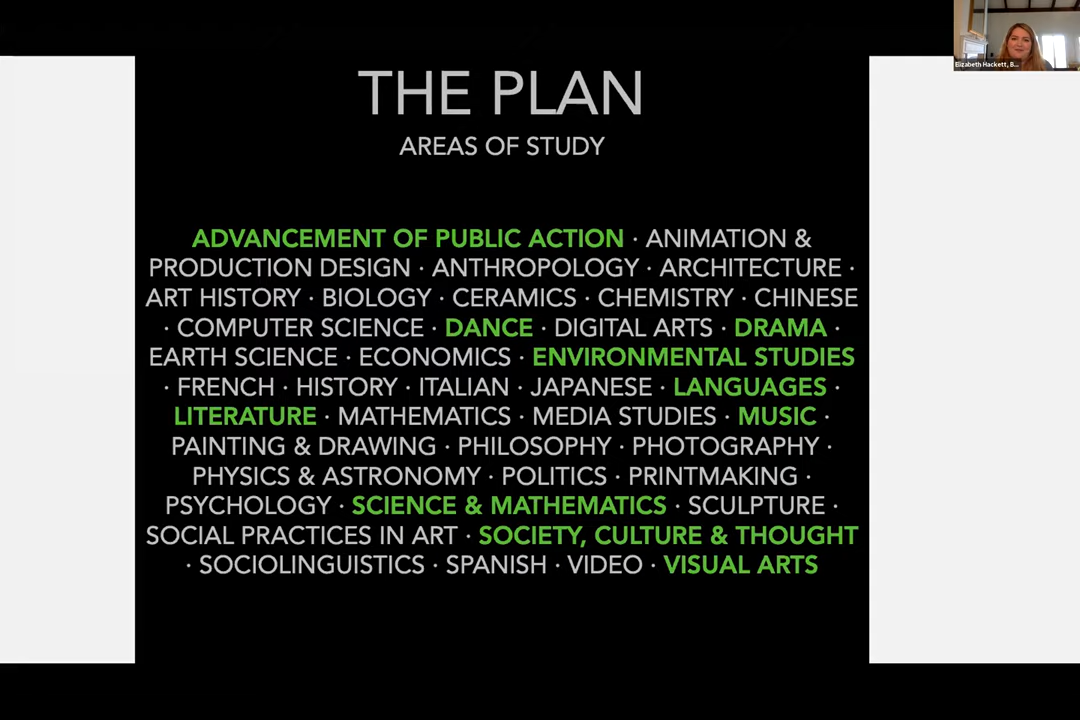 THE PLAN
AREAS OF STUDY
ADVANCEMENT OF PUBLIC ACTION · ANIMATION &
PRODUCTION DESIGN · ANTHROPOLOGY · ARCHITECTURE ·
ART HISTORY · BIOLOGY · CERAMICS · CHEMISTRY · CHINESE
· COMPUTER SCIENCE · DANCE · DIGITAL ARTS · DRAMA ·
EARTH SCIENCE · ECONOMICS · ENVIRONMENTAL STUDIES
· FRENCH · HISTORY · ITALIAN · JAPANESE · LANGUAGES ·
LITERATURE · MATHEMATICS · MEDIA STUDIES · MUSIC ·
PAINTING & DRAWING · PHILOSOPHY · PHOTOGRAPHY ·
PHYSICS & ASTRONOMY · POLITICS · PRINTMAKING ·
PSYCHOLOGY · SCIENCE & MATHEMATICS · SCULPTURE ·
SOCIAL PRACTICES IN ART · SOCIETY, CULTURE & THOUGHT
· SOCIOLINGUISTICS · SPANISH · VIDEO · VISUAL ARTS
Elizabeth Hackett, B...